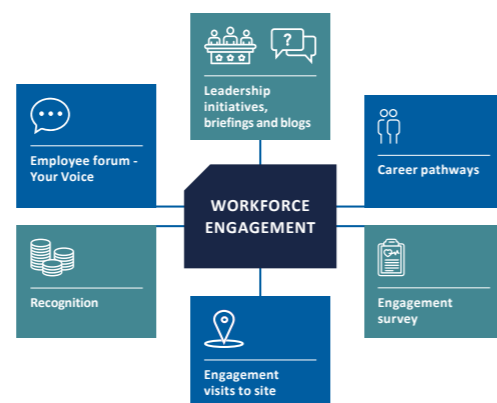 ?
Leadership
initiatives,
briefings and blogs
Employee forum -
Your Voice
Career pathways
WORKFORCE
ENGAGEMENT
Recognition
Engagement
survey
Engagement
visits to site